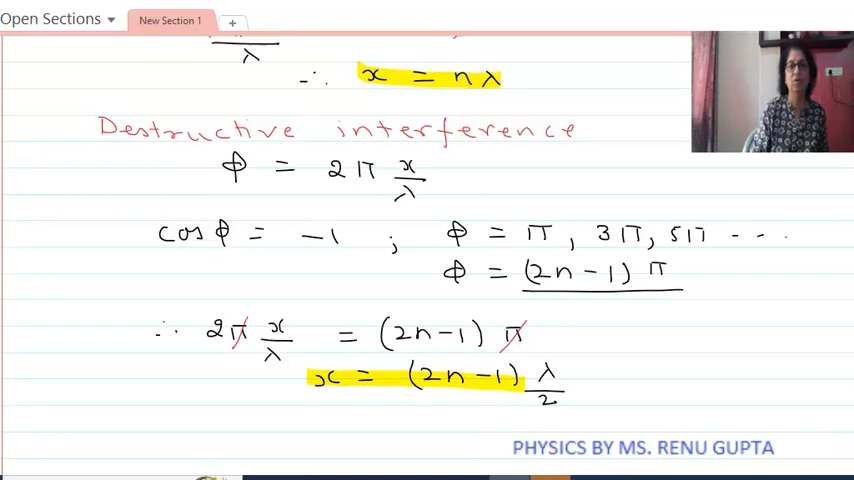 Open Sections New Section 1 +
λ
∴ x = nλ
Destructive interference
Φ = 2π x/λ
cosΦ = -1 ; Φ = π, 3π, 5π ---
Φ = (2n-1) π
∴ 2π x/λ = (2n-1) π
x = (2n-1) λ/2
PHYSICS BY MS. RENU GUPTA